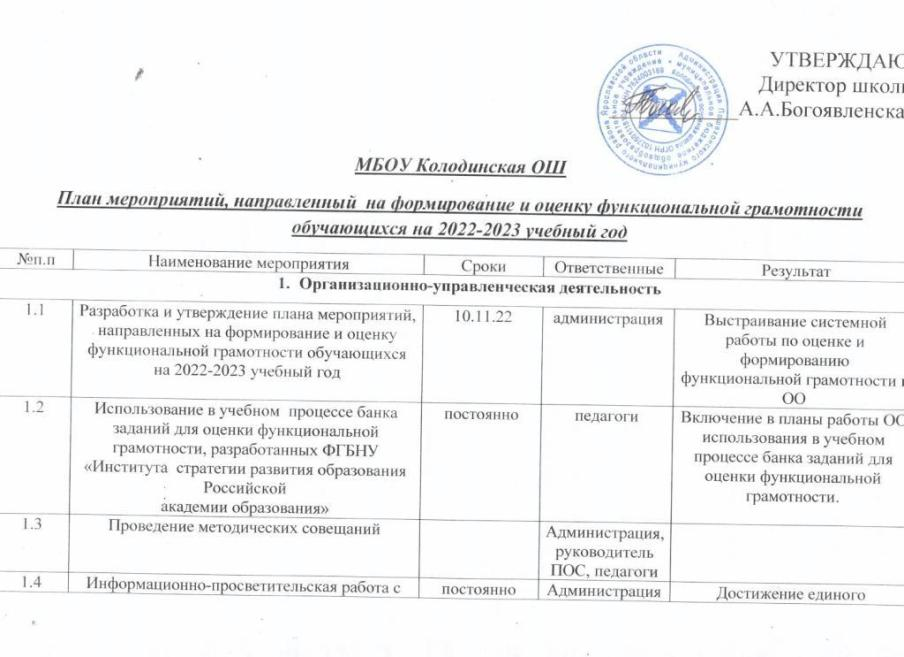 УТВЕРЖДАЮ
Директор школ
А.А.Богоявленска
МБОУ Колодинская ОШ
План мероприятий, направленный на формирование и оценку функциональной грамотности
обучающихся на 2022-2023 учебный год
№п.п Наименование мероприятия Сроки Ответственные Результат
1. Организационно-управленческая деятельность
1.1 Разработка и утверждение плана мероприятий, 10.11.22 администрация Выстраивание системной
направленных на формирование и оценку работы по оценке и
функциональной грамотности обучающихся формированию
на 2022-2023 учебный год функциональной грамотности
ОО
1.2 Использование в учебном процессе банка постоянно педагоги Включение в планы работы ОО
заданий для оценки функциональной использования в учебном
грамотности, разработанных ФГБНУ процессе банка заданий для
«Института стратегии развития образования оценки функциональной
Российской грамотности.
академии образования»
1.3 Проведение методических совещаний Администрация,
руководитель
ПОС, педагоги
1.4 Информационно-просветительская работа с постоянно Администрация Достижение единого